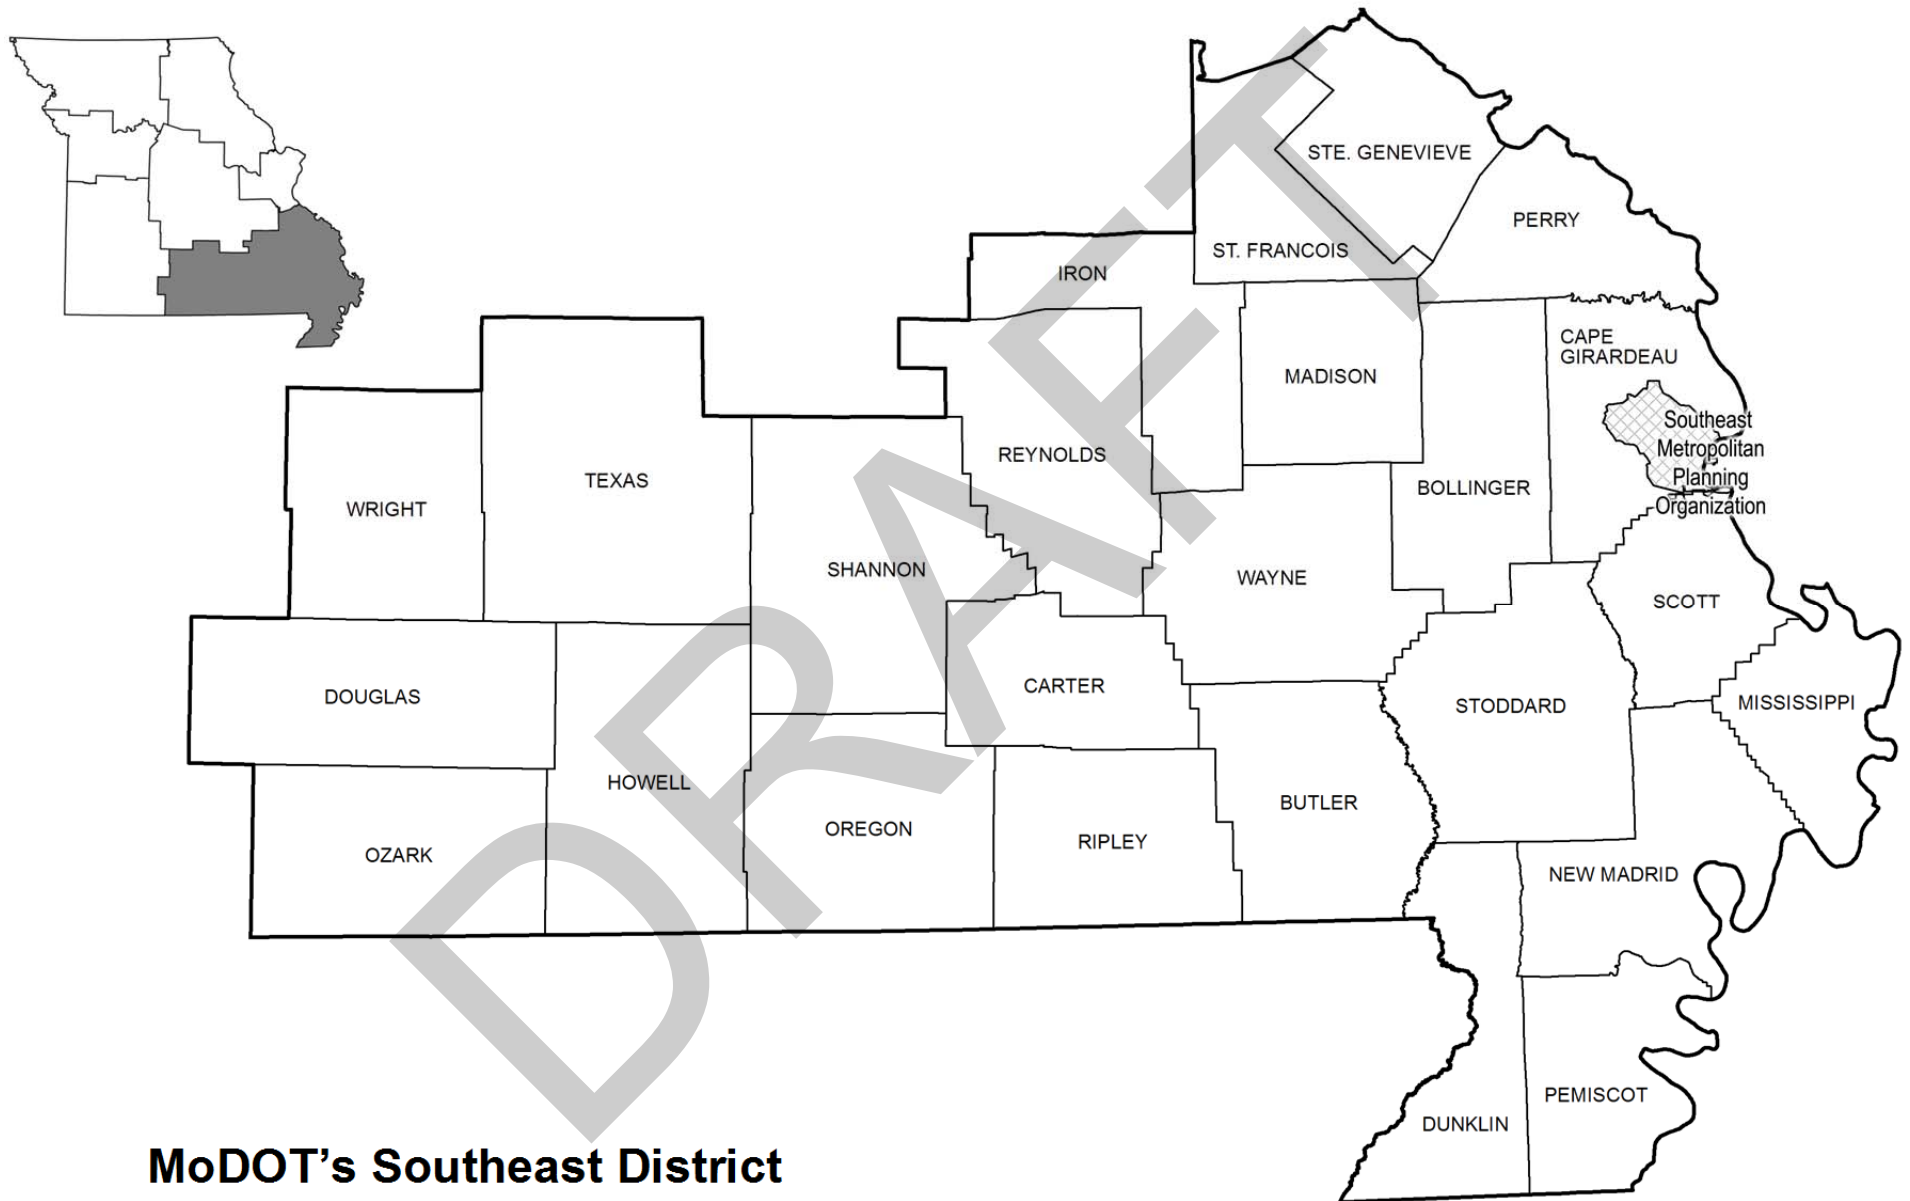 STE. GENEVIEVE
PERRY
ST. FRANCOIS
IRON
CAPE
GIRARDEAU
MADISON
Southeast
Metropolitan
Planning
Organization
REYNOLDS
TEXAS
BOLLINGER
WRIGHT
SHANNON
WAYNE
SCOTT
CARTER
DOUGLAS
STODDARD
MISSISSIPPI
HOWELL
BUTLER
OREGON
RIPLEY
OZARK
NEW MADRID
PEMISCOT
DUNKLIN
DRAFT
MoDOT’s Southeast District